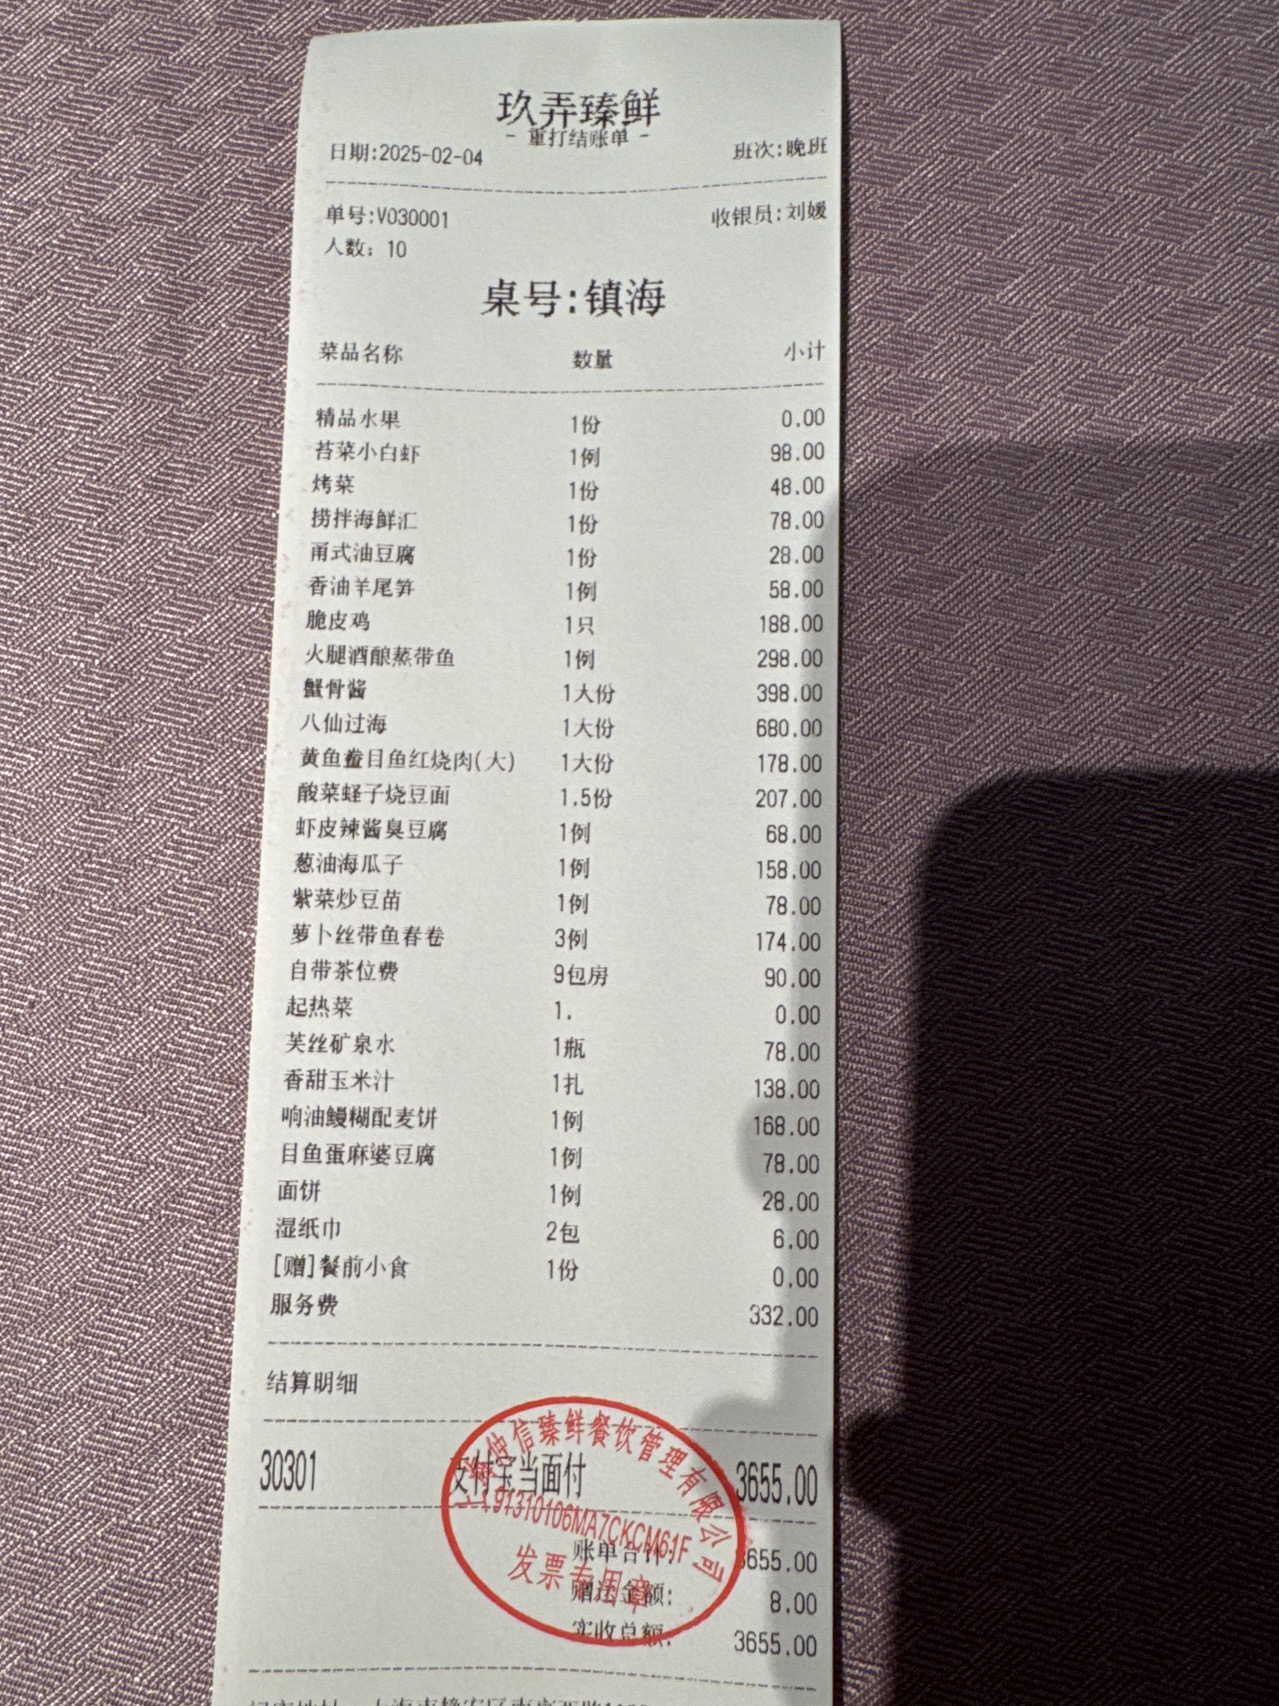 玖弄臻鲜
- 重打结账单 -
日期:2025-02-04 班次:晚班
单号:V030001 收银员:刘媛
人数: 10
桌号:镇海
菜品名称 数量 小计
精品水果 1份 0.00
苔菜小白虾 1例 98.00
烤菜 1份 48.00
捞拌海鲜汇 1份 78.00
甬式油豆腐 1份 28.00
香油羊尾笋 1例 58.00
脆皮鸡 1只 188.00
火腿酒酿蒸带鱼 1例 298.00
蟹骨酱 1大份 398.00
八仙过海 1大份 680.00
黄鱼鲞目鱼红烧肉(大) 1大份 178.00
酸菜蛏子烧豆面 1.5份 207.00
虾皮辣酱臭豆腐 1例 68.00
葱油海瓜子 1例 158.00
紫菜炒豆苗 1例 78.00
萝卜丝带鱼春卷 3例 174.00
自带茶位费 9包房 90.00
起热菜 1. 0.00
芙丝矿泉水 1瓶 78.00
香甜玉米汁 1扎 138.00
响油鳗糊配麦饼 1例 168.00
目鱼蛋麻婆豆腐 1例 78.00
面饼 1例 28.00
湿纸巾 2包 6.00
[赠]餐前小食 1份 0.00
服务费 332.00
结算明细
30301 支付宝当面付 3655.00
账单合计: 3655.00
赠送金额: 8.00
实收总额: 3655.00
信臻鲜餐饮管理有限公司
91310106MA7CKCM61F
发票专用章